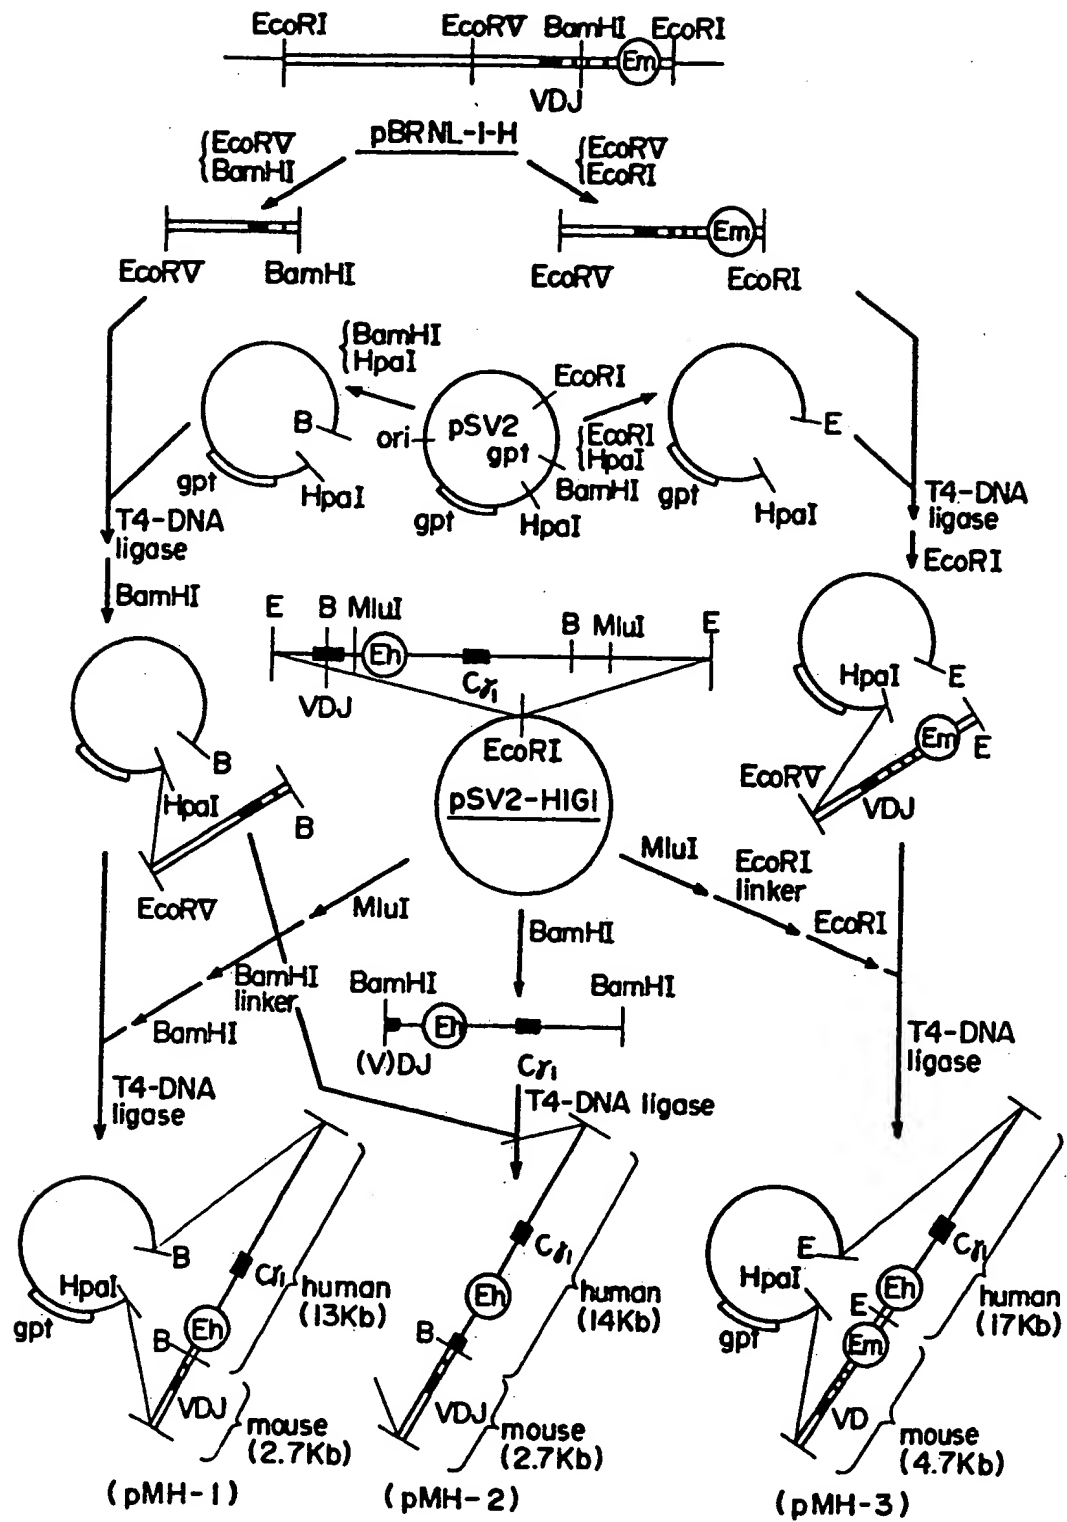 EcoRI EcoRV BamHI EcoRI
Em
VDJ
pBRNL-1-H
{EcoRV
{BamHI
{EcoRV
{EcoRI
EcoRV BamHI
Em
EcoRV EcoRI
{BamHI
{HpaI
B
HpaI
gpt
EcoRI
ori
pSV2
gpt
BamHI
HpaI
gpt
{EcoRI
{HpaI
E
gpt
HpaI
T4-DNA
ligase
BamHI
T4-DNA
ligase
EcoRI
E B MluI B MluI E
Eh
VDJ
Cγ1
EcoRI
pSV2-HIGI
B
HpaI
B
EcoRV
HpaI
E
Em
E
EcoRV
VDJ
MluI
BamHI
linker
BamHI
T4-DNA
ligase
BamHI
BamHI BamHI
Eh
(V)DJ
Cγ1
T4-DNA ligase
MluI
EcoRI
linker
EcoRI
T4-DNA
ligase
B
HpaI
gpt
Cγ1
Eh
B
VDJ
human
(13Kb)
mouse
(2.7Kb)
(pMH-1)
Cγ1
Eh
B
VDJ
human
(14Kb)
mouse
(2.7Kb)
(pMH-2)
E
HpaI
gpt
Cγ1
Eh
E
Em
VD
human
(17Kb)
mouse
(4.7Kb)
(pMH-3)